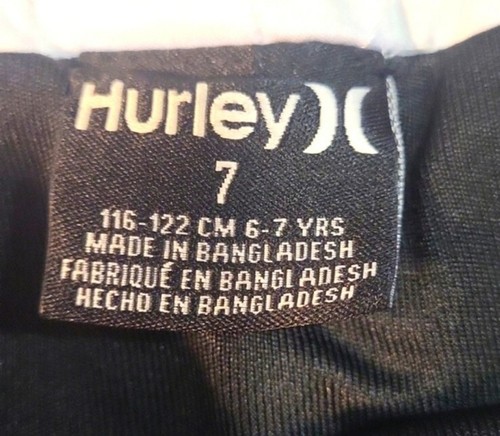 Hurley
7
116-122 CM 6-7 YRS
MADE IN BANGLADESH
FABRIQUÉ EN BANGLADESH
HECHO EN BANGLADESH